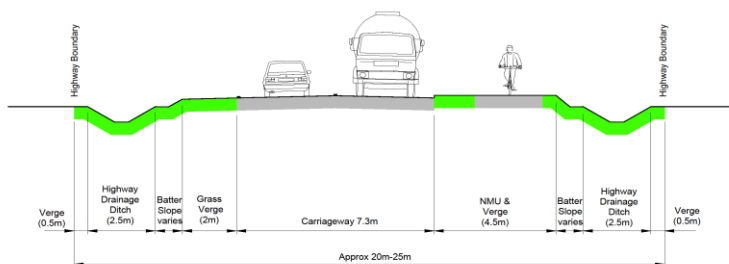 Highway Boundary
Highway Boundary
Verge
(0.5m)
Highway
Drainage
Ditch
(2.5m)
Batter
Slope
varies
Grass
Verge
(2m)
Carriageway 7.3m
NMU &
Verge
(4.5m)
Batter
Slope
varies
Highway
Drainage
Ditch
(2.5m)
Verge
(0.5m)
Approx 20m-25m